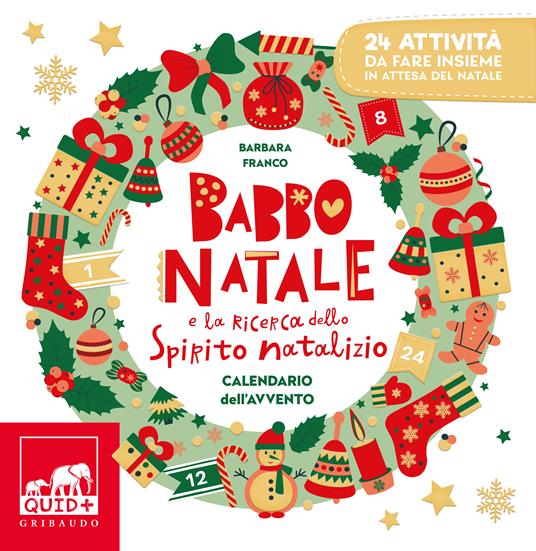 24 ATTIVITÀ
DA FARE INSIEME
IN ATTESA DEL NATALE
8
BARBARA
FRANCO
BABBO
NATALE
e la RICERCA dello
SPIRITO natalizio
CALENDARIO
dell'AVVENTO
1
24
12
QUID+
GRIBAUDO